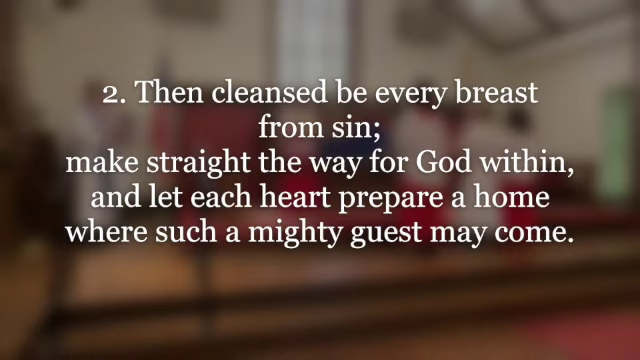 2. Then cleansed be every breast
from sin;
make straight the way for God within,
and let each heart prepare a home
where such a mighty guest may come.